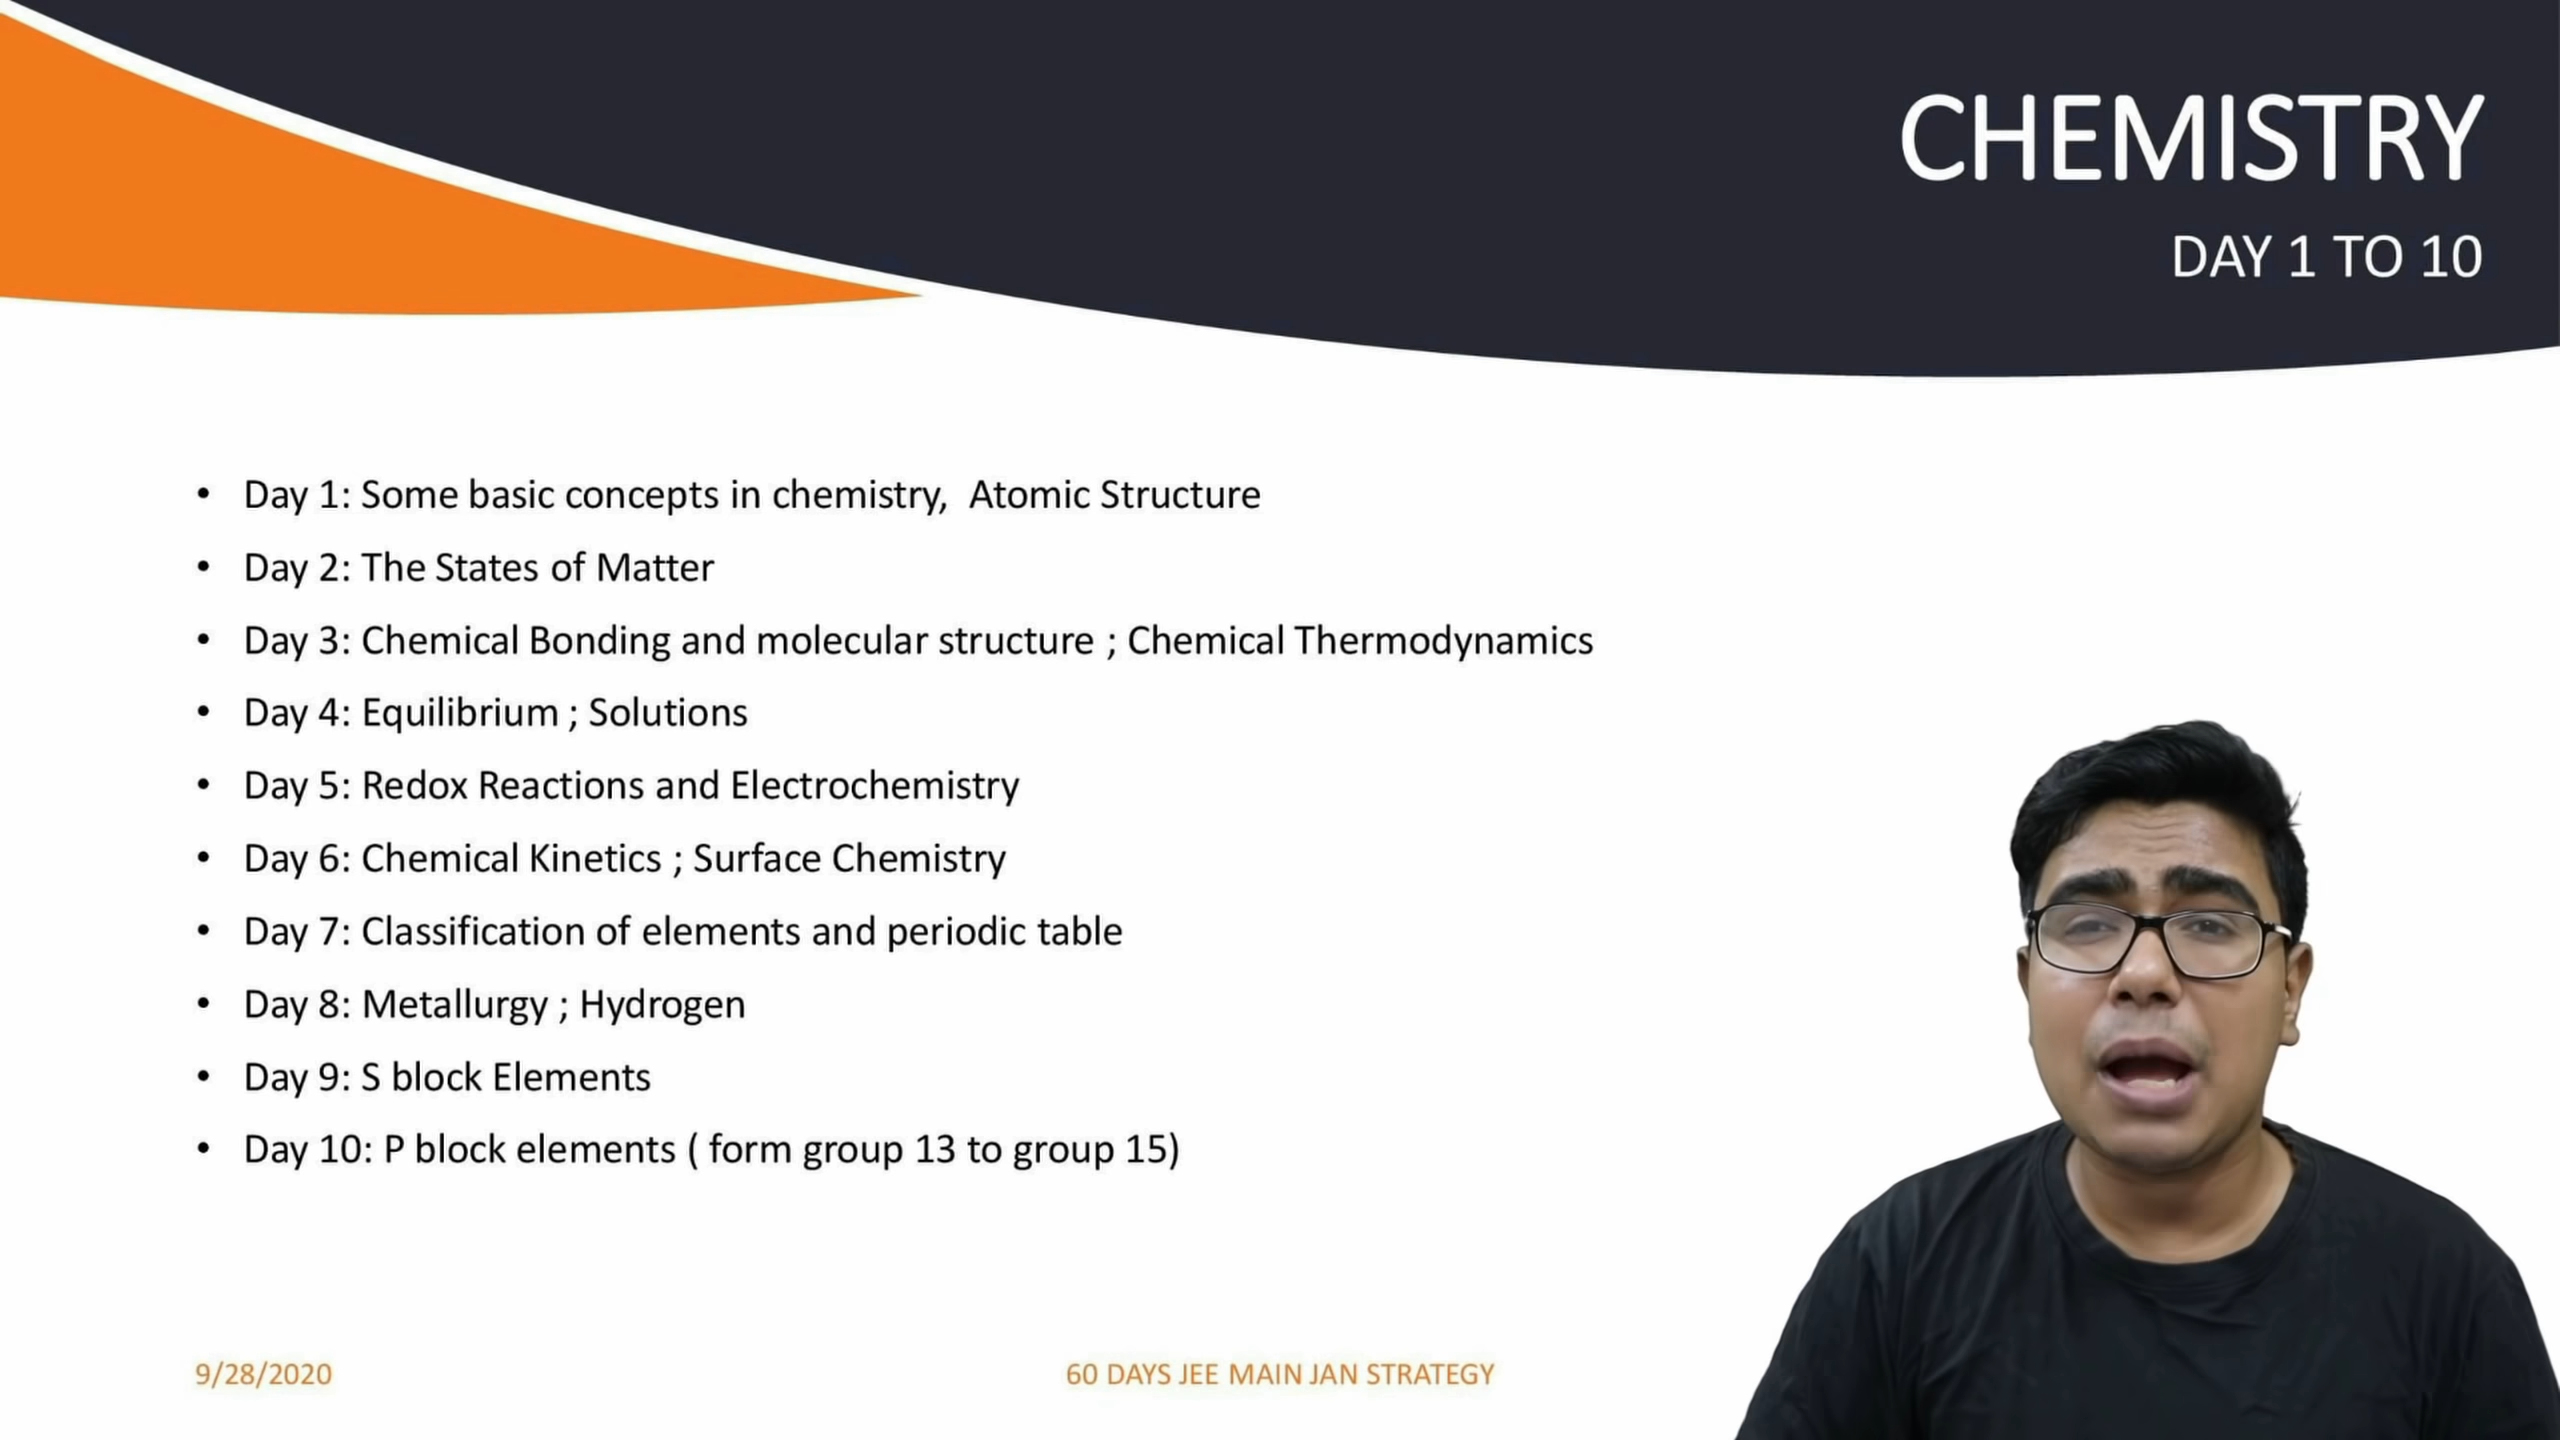 CHEMISTRY
DAY 1 TO 10
• Day 1: Some basic concepts in chemistry,  Atomic Structure
• Day 2: The States of Matter
• Day 3: Chemical Bonding and molecular structure ; Chemical Thermodynamics
• Day 4: Equilibrium ; Solutions
• Day 5: Redox Reactions and Electrochemistry
• Day 6: Chemical Kinetics ; Surface Chemistry
• Day 7: Classification of elements and periodic table
• Day 8: Metallurgy ; Hydrogen
• Day 9: S block Elements
• Day 10: P block elements ( form group 13 to group 15)
9/28/2020
60 DAYS JEE MAIN JAN STRATEGY